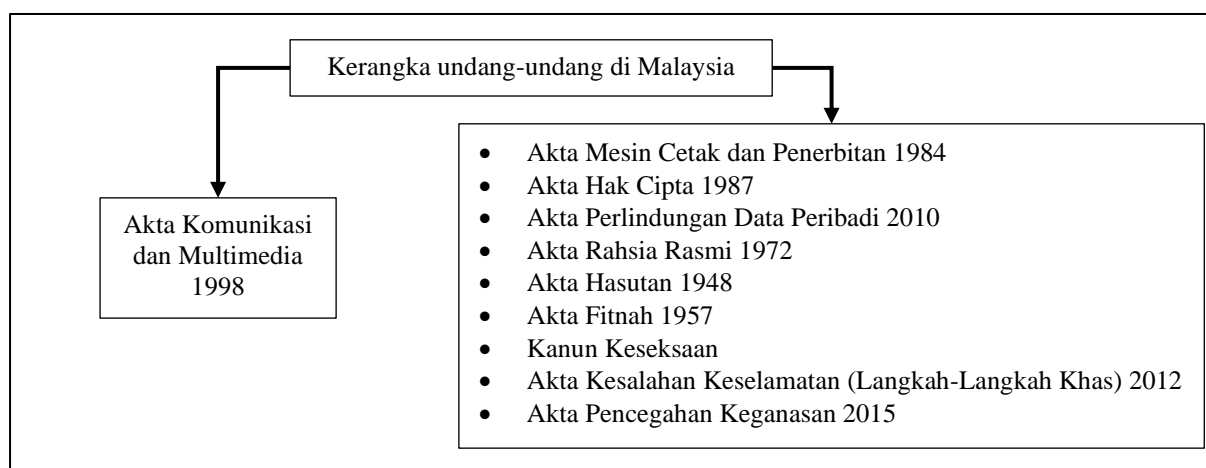 Kerangka undang-undang di Malaysia
Akta Komunikasi
dan Multimedia
1998
• Akta Mesin Cetak dan Penerbitan 1984
• Akta Hak Cipta 1987
• Akta Perlindungan Data Peribadi 2010
• Akta Rahsia Rasmi 1972
• Akta Hasutan 1948
• Akta Fitnah 1957
• Kanun Keseksaan
• Akta Kesalahan Keselamatan (Langkah-Langkah Khas) 2012
• Akta Pencegahan Keganasan 2015